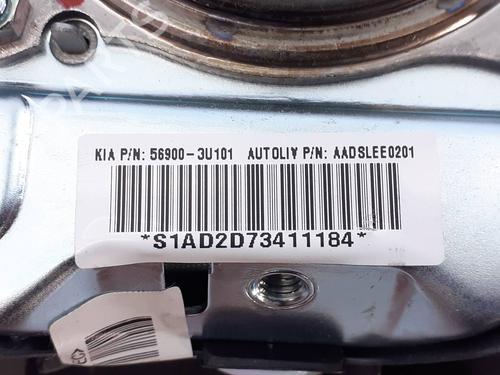 KIA P/N: 56900-3U101 AUTOLIV P/N: AADSLEE0201
*S1AD2D73411184*